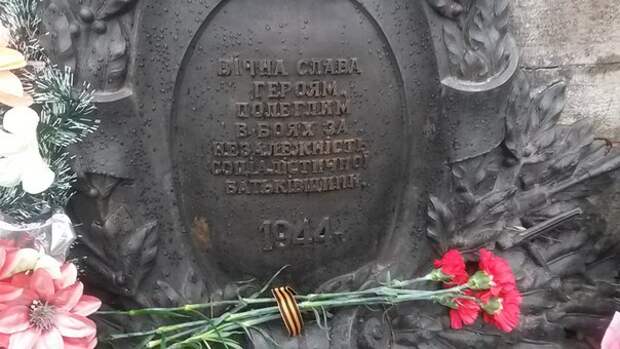 ВІЧНА СЛАВА
ГЕРОЯМ,
ПОЛЕГЛИМ
В БОЯХ ЗА
НЕЗАЛЕЖНІСТЬ
СОЦІАЛІСТИЧНОЇ
БАТЬКІВЩИНИ.
1944